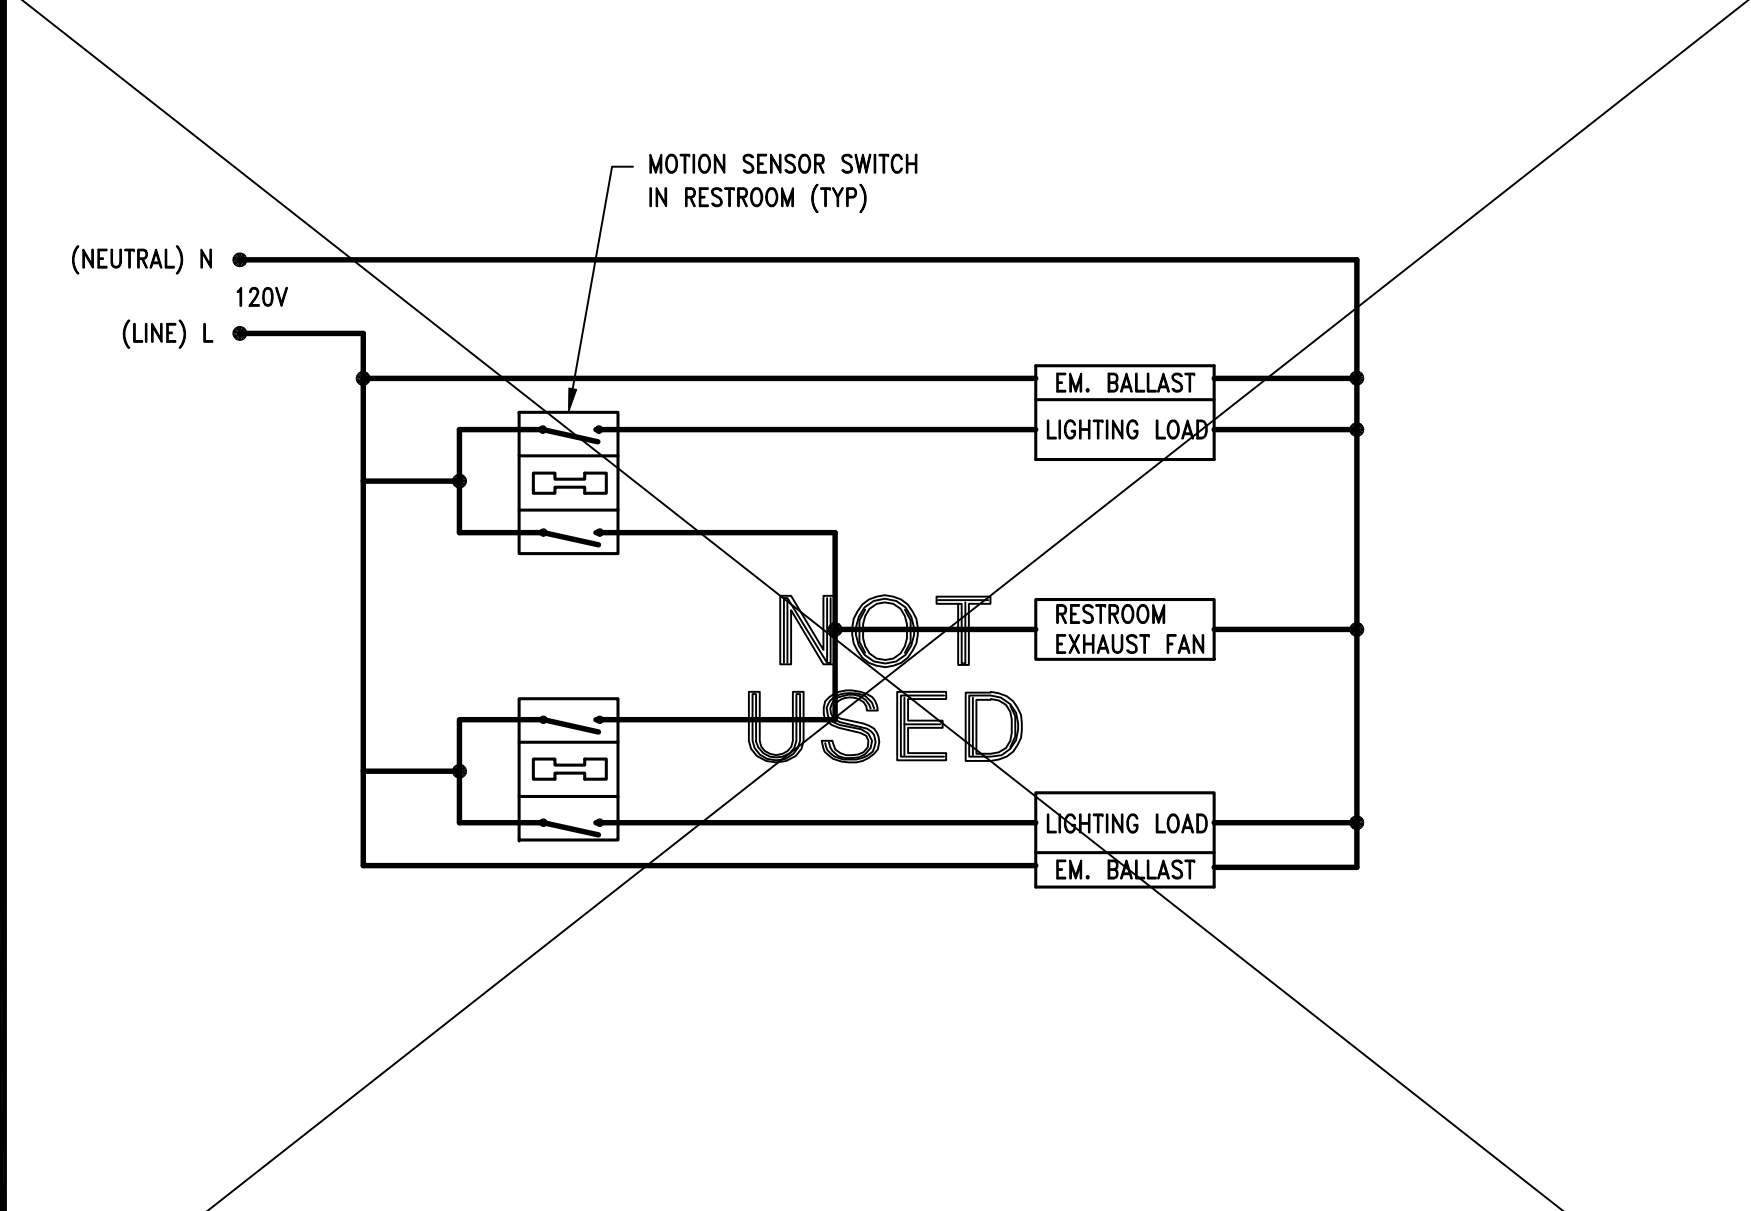 MOTION SENSOR SWITCH
IN RESTROOM (TYP)
(NEUTRAL) N
120V
(LINE) L
EM. BALLAST
LIGHTING LOAD
NOT
RESTROOM
EXHAUST FAN
USED
LIGHTING LOAD
EM. BALLAST